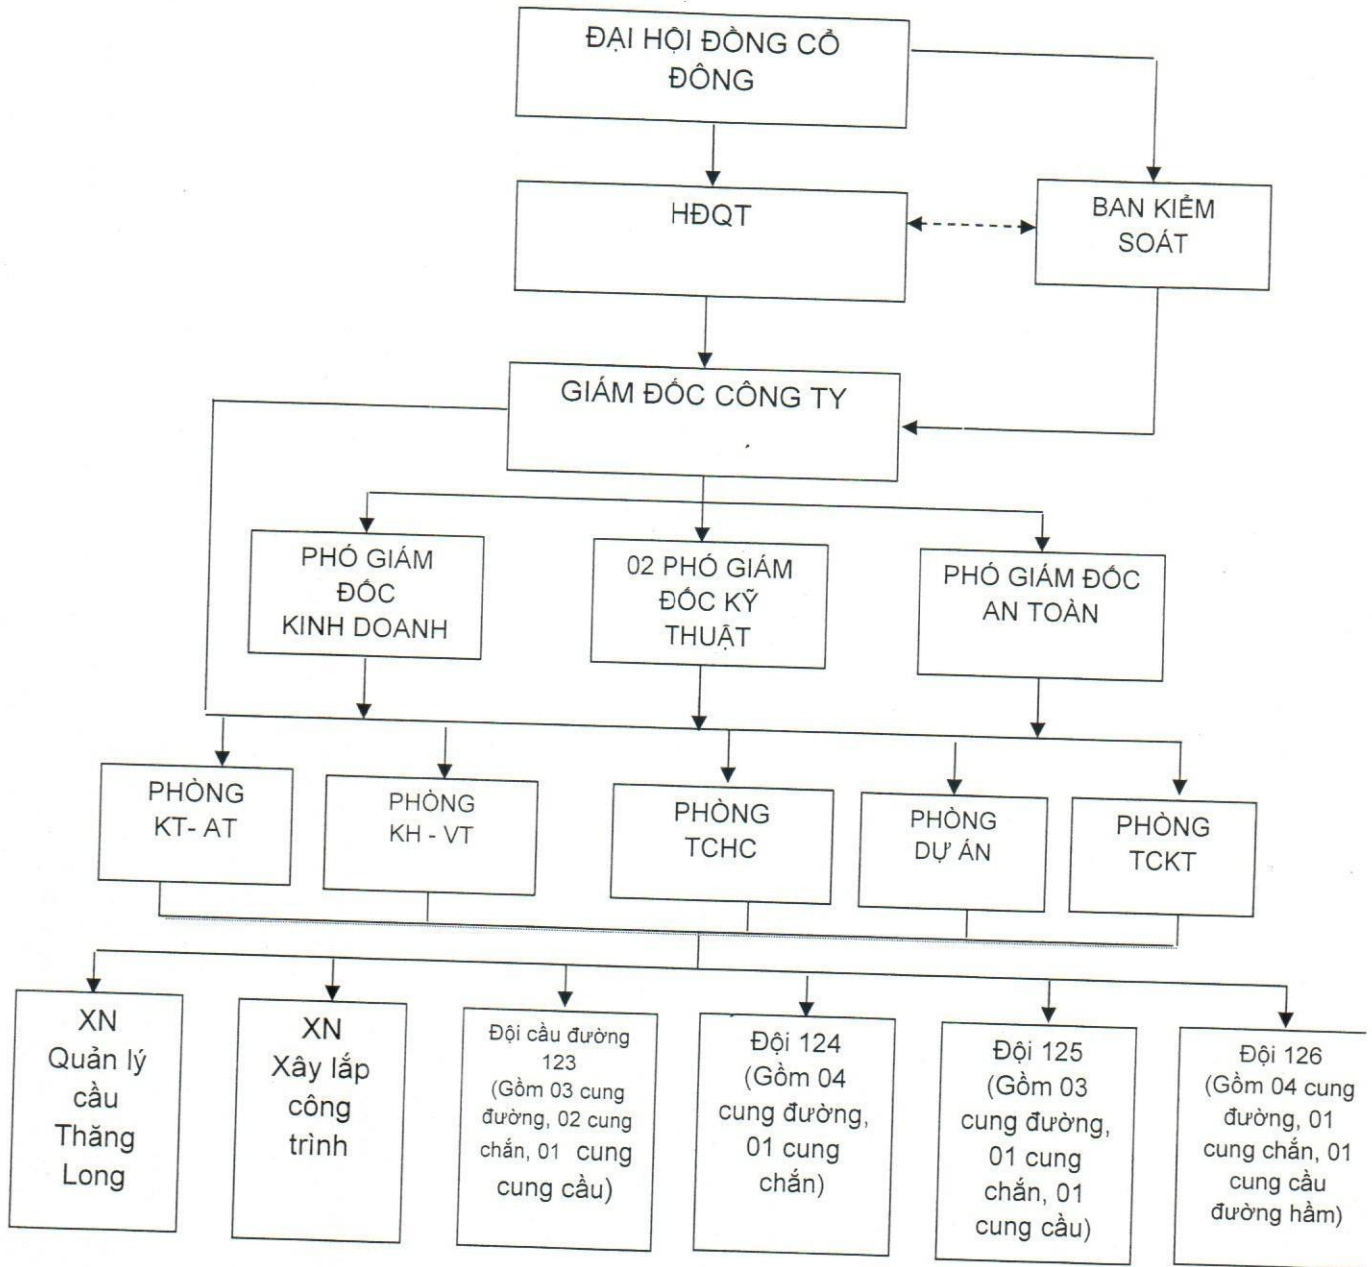 ĐẠI HỘI ĐỒNG CỔ
ĐÔNG
HĐQT
BAN KIỂM
SOÁT
GIÁM ĐỐC CÔNG TY
PHÓ GIÁM
ĐỐC
KINH DOANH
02 PHÓ GIÁM
ĐỐC KỸ
THUẬT
PHÓ GIÁM ĐỐC
AN TOÀN
PHÒNG
KT- AT
PHÒNG
KH - VT
PHÒNG
TCHC
PHÒNG
DỰ ÁN
PHÒNG
TCKT
XN
Quản lý
cầu
Thăng
Long
XN
Xây lắp
công
trình
Đội cầu đường
123
(Gồm 03 cung
đường, 02 cung
chắn, 01 cung
cung cầu)
Đội 124
(Gồm 04
cung đường,
01 cung
chắn)
Đội 125
(Gồm 03
cung đường,
01 cung
chắn, 01
cung cầu)
Đội 126
(Gồm 04 cung
đường, 01
cung chắn, 01
cung cầu
đường hầm)